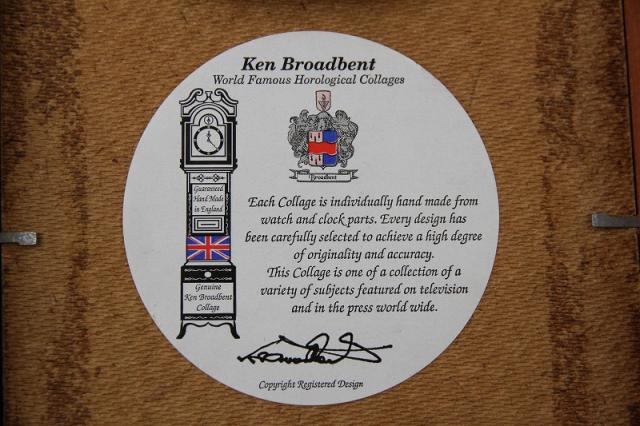 Ken Broadbent
World Famous Horological Collages
Guaranteed
Hand Made
in England
Genuine
Ken Broadbent
Collage
Broadbent
Each Collage is individually hand made from
watch and clock parts. Every design has
been carefully selected to achieve a high degree
of originality and accuracy.
This Collage is one of a collection of a
variety of subjects featured on television
and in the press world wide.
K Broadbent
Copyright Registered Design